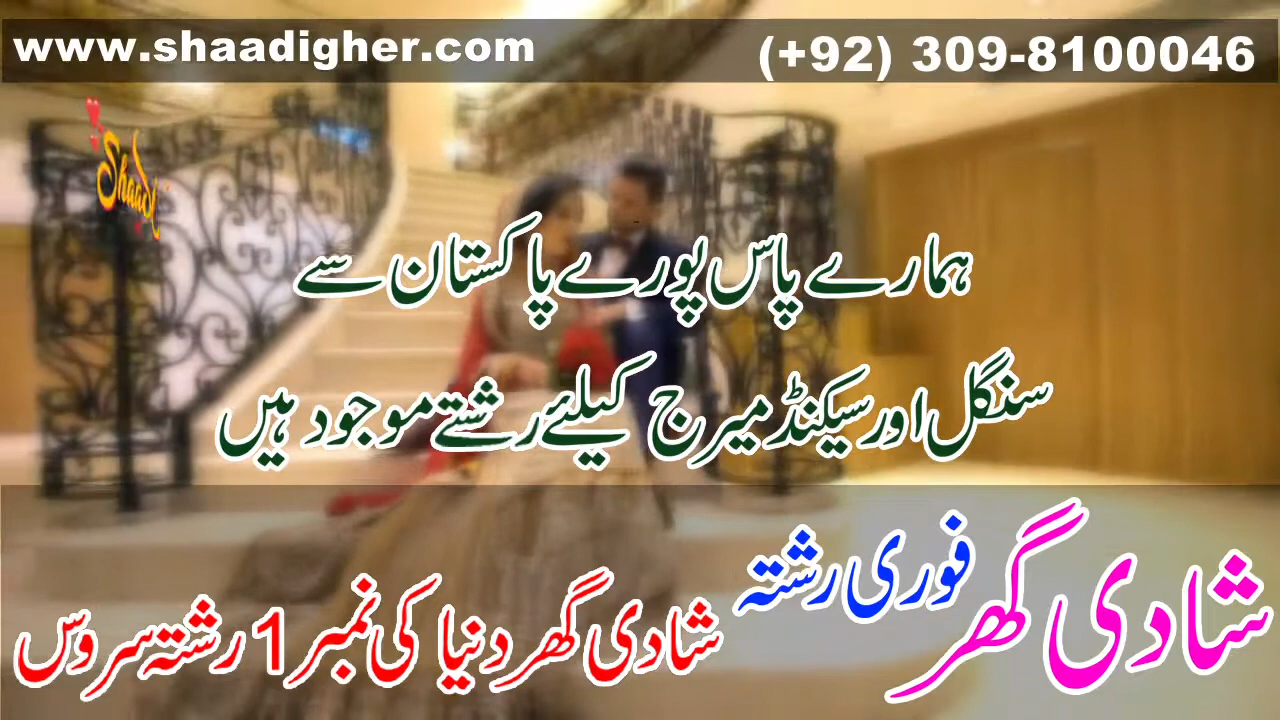 www.shaadigher.com
(+92) 309-8100046
Shaadi
ہمارے پاس پورے پاکستان سے
سنگل اور سیکنڈ میرج کیلئے رشتے موجود ہیں
شادی گھر فوری رشتہ
شادی گھر دنیا کی نمبر 1 رشتہ سروس